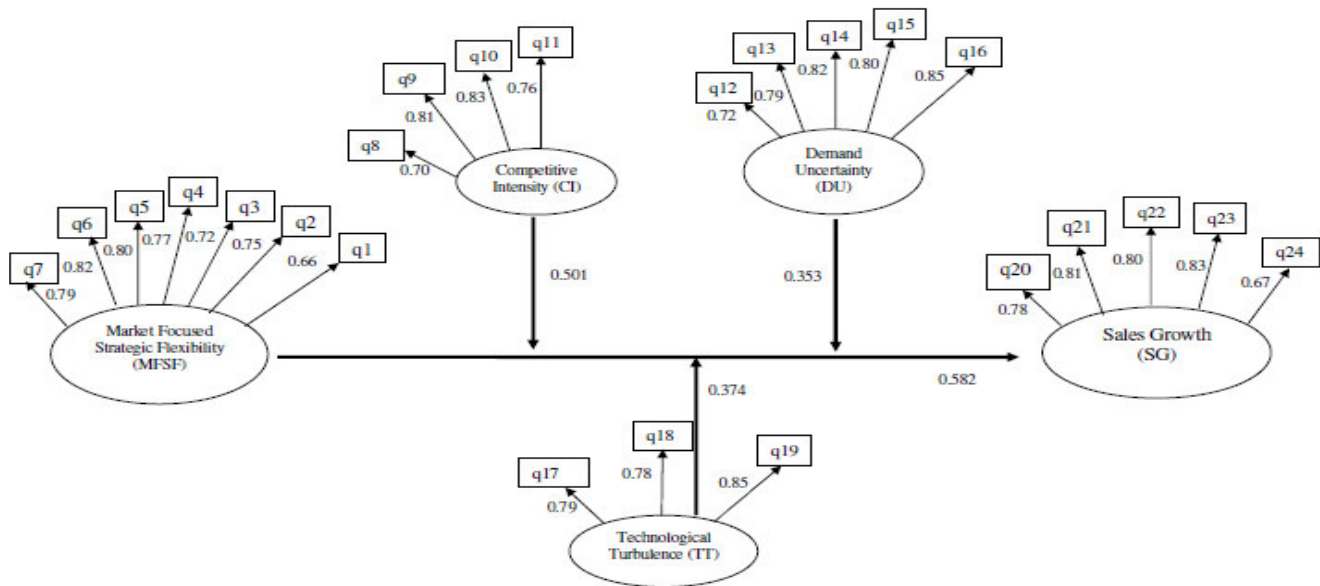 q11
q10
q9
q8
0.76
0.83
0.81
0.70
Competitive
Intensity (CI)
q15
q14
q13
q16
q12
0.80
0.82
0.85
0.79
0.72
Demand
Uncertainty
(DU)
q4
q5
q3
q6
q2
q1
q7
0.72
0.77
0.75
0.80
0.66
0.82
0.79
Market Focused
Strategic Flexibility
(MFSF)
0.501
0.353
q22
q23
q21
q24
q20
0.80
0.83
0.81
0.67
0.78
Sales Growth
(SG)
0.582
0.374
q18
q19
q17
0.78
0.85
0.79
Technological
Turbulence (TT)